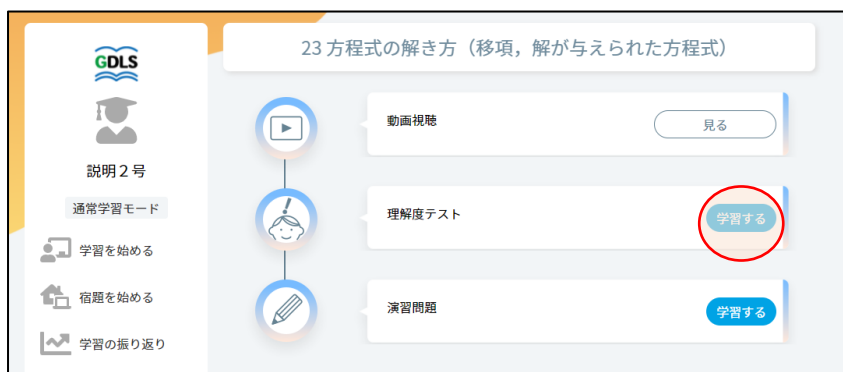 GDLS
説明２号
通常学習モード
学習を始める
宿題を始める
学習の振り返り
23 方程式の解き方（移項，解が与えられた方程式）
動画視聴
見る
理解度テスト
学習する
演習問題
学習する